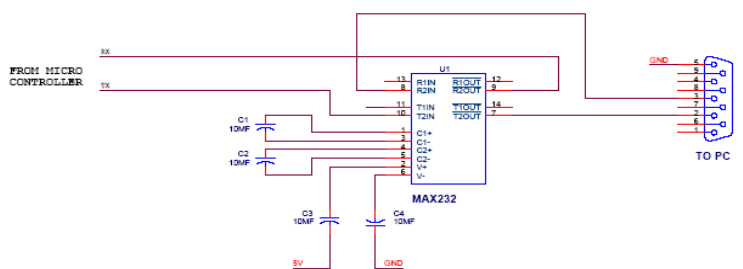 FROM MICRO
CONTROLLER
RX
TX
U1
13 R1IN R1OUT 12
8 R2IN R2OUT 9
11 T1IN T1OUT 14
10 T2IN T2OUT 7
1 C1+
3 C1-
4 C2+
5 C2-
2 V+
6 V-
MAX232
C1
10MF
C2
10MF
C3
10MF
C4
10MF
5V
GND
GND
5
9
4
8
3
7
2
6
1
TO PC